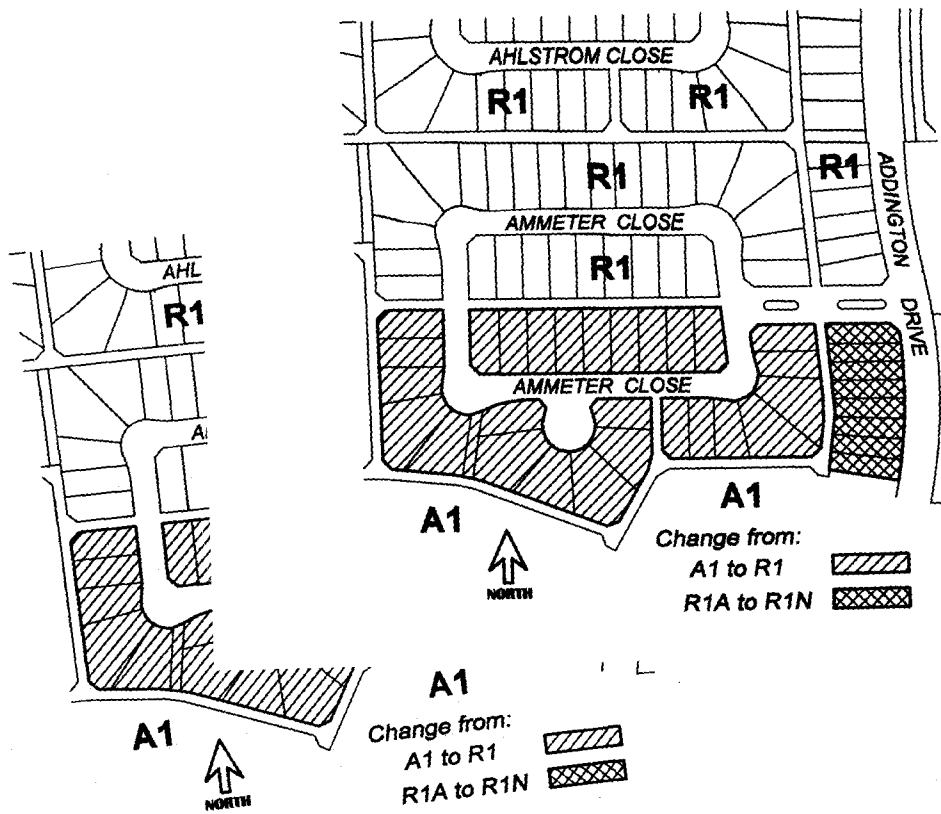 AHLSTROM CLOSE
R1
R1
R1
R1
ADDINGTON
DRIVE
AMMETER CLOSE
R1
AHL
R1
AMMETER CLOSE
A
A1
A1
Change from:
A1 to R1
R1A to R1N
NORTH
A1
A1
Change from:
A1 to R1
R1A to R1N
NORTH